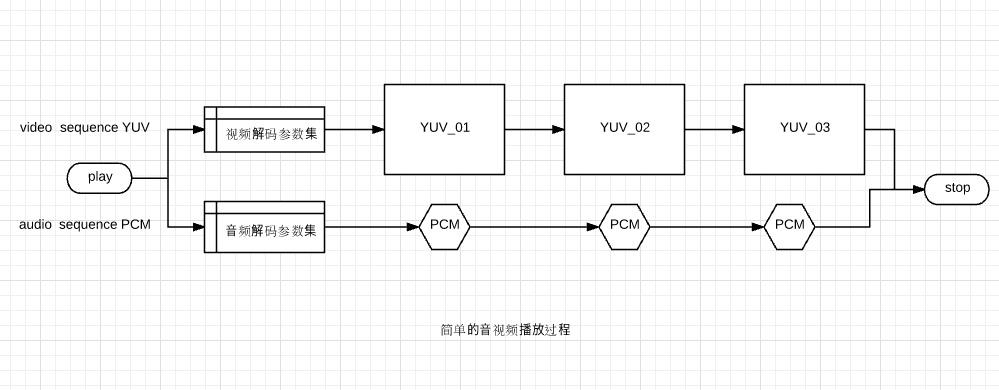 video sequence YUV
视频解码参数集
YUV_01
YUV_02
YUV_03
play
stop
audio sequence PCM
音频解码参数集
PCM
PCM
PCM
简单的音视频播放过程